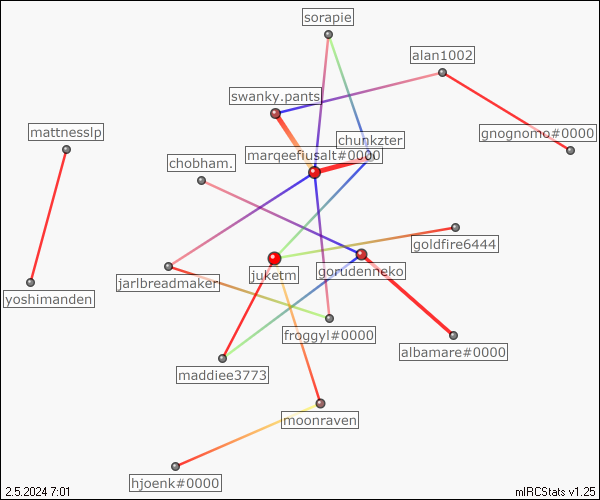 sorapie
alan1002
swanky.pants
mattnesslp
gnognomo#0000
chunkzter
marqeefiusalt#0000
chobham.
goldfire6444
juketm
gorudenneko
jarlbreadmaker
yoshimanden
froggyl#0000
albamare#0000
maddiee3773
moonraven
hjoenk#0000
2.5.2024 7:01
mIRCStats v1.25